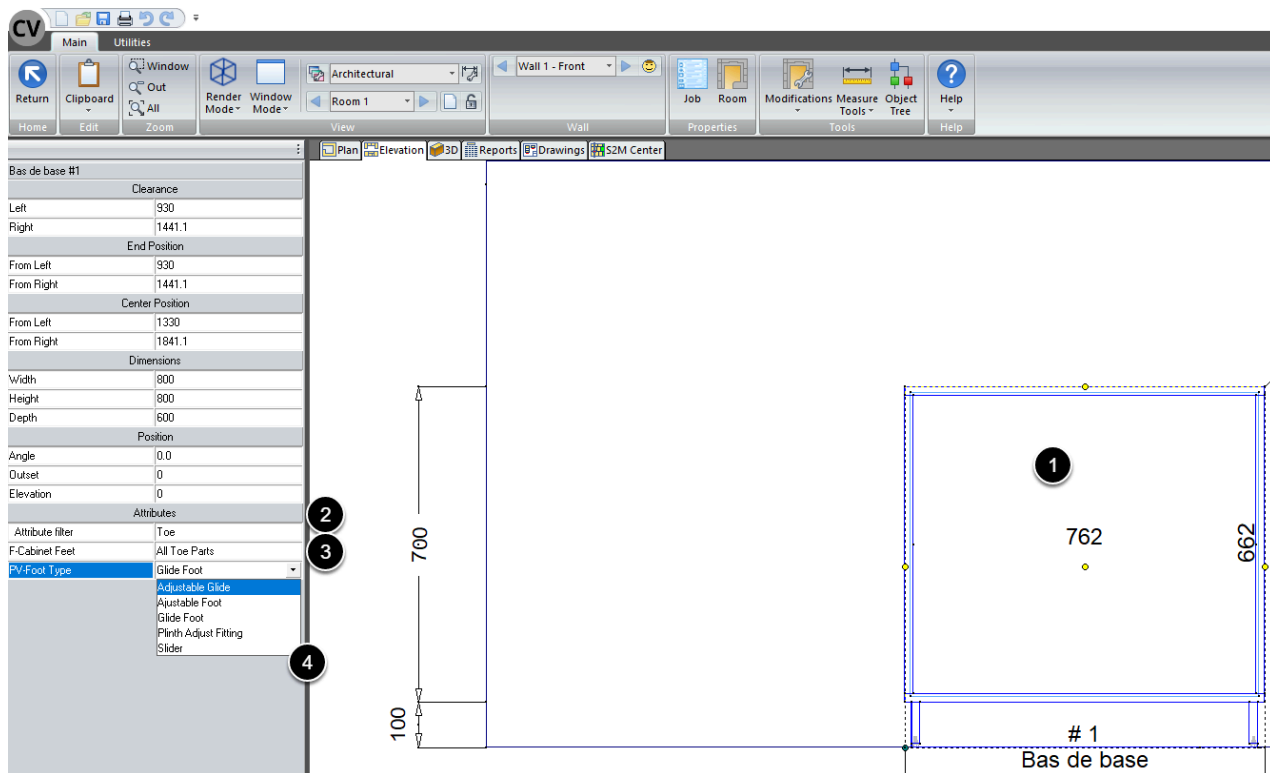 CV
Main Utilities
Return
Home
Clipboard
Edit
Window
Out
All
Zoom
Render Mode
Window Mode
Architectural
Room 1
View
Wall 1 - Front
Wall
Job
Room
Properties
Modifications
Measure Tools
Object Tree
Tools
Help
Help
Plan Elevation 3D Reports Drawings S2M Center
Bas de base #1
Clearance
Left 930
Right 1441.1
End Position
From Left 930
From Right 1441.1
Center Position
From Left 1330
From Right 1841.1
Dimensions
Width 800
Height 800
Depth 600
Position
Angle 0.0
Outset 0
Elevation 0
Attributes
Attribute filter Toe
F-Cabinet Feet All Toe Parts
PV-Foot Type Glide Foot
Adjustable Glide
Ajustable Foot
Glide Foot
Plinth Adjust Fitting
Slider
1
2
3
4
700
100
762
662
# 1
Bas de base